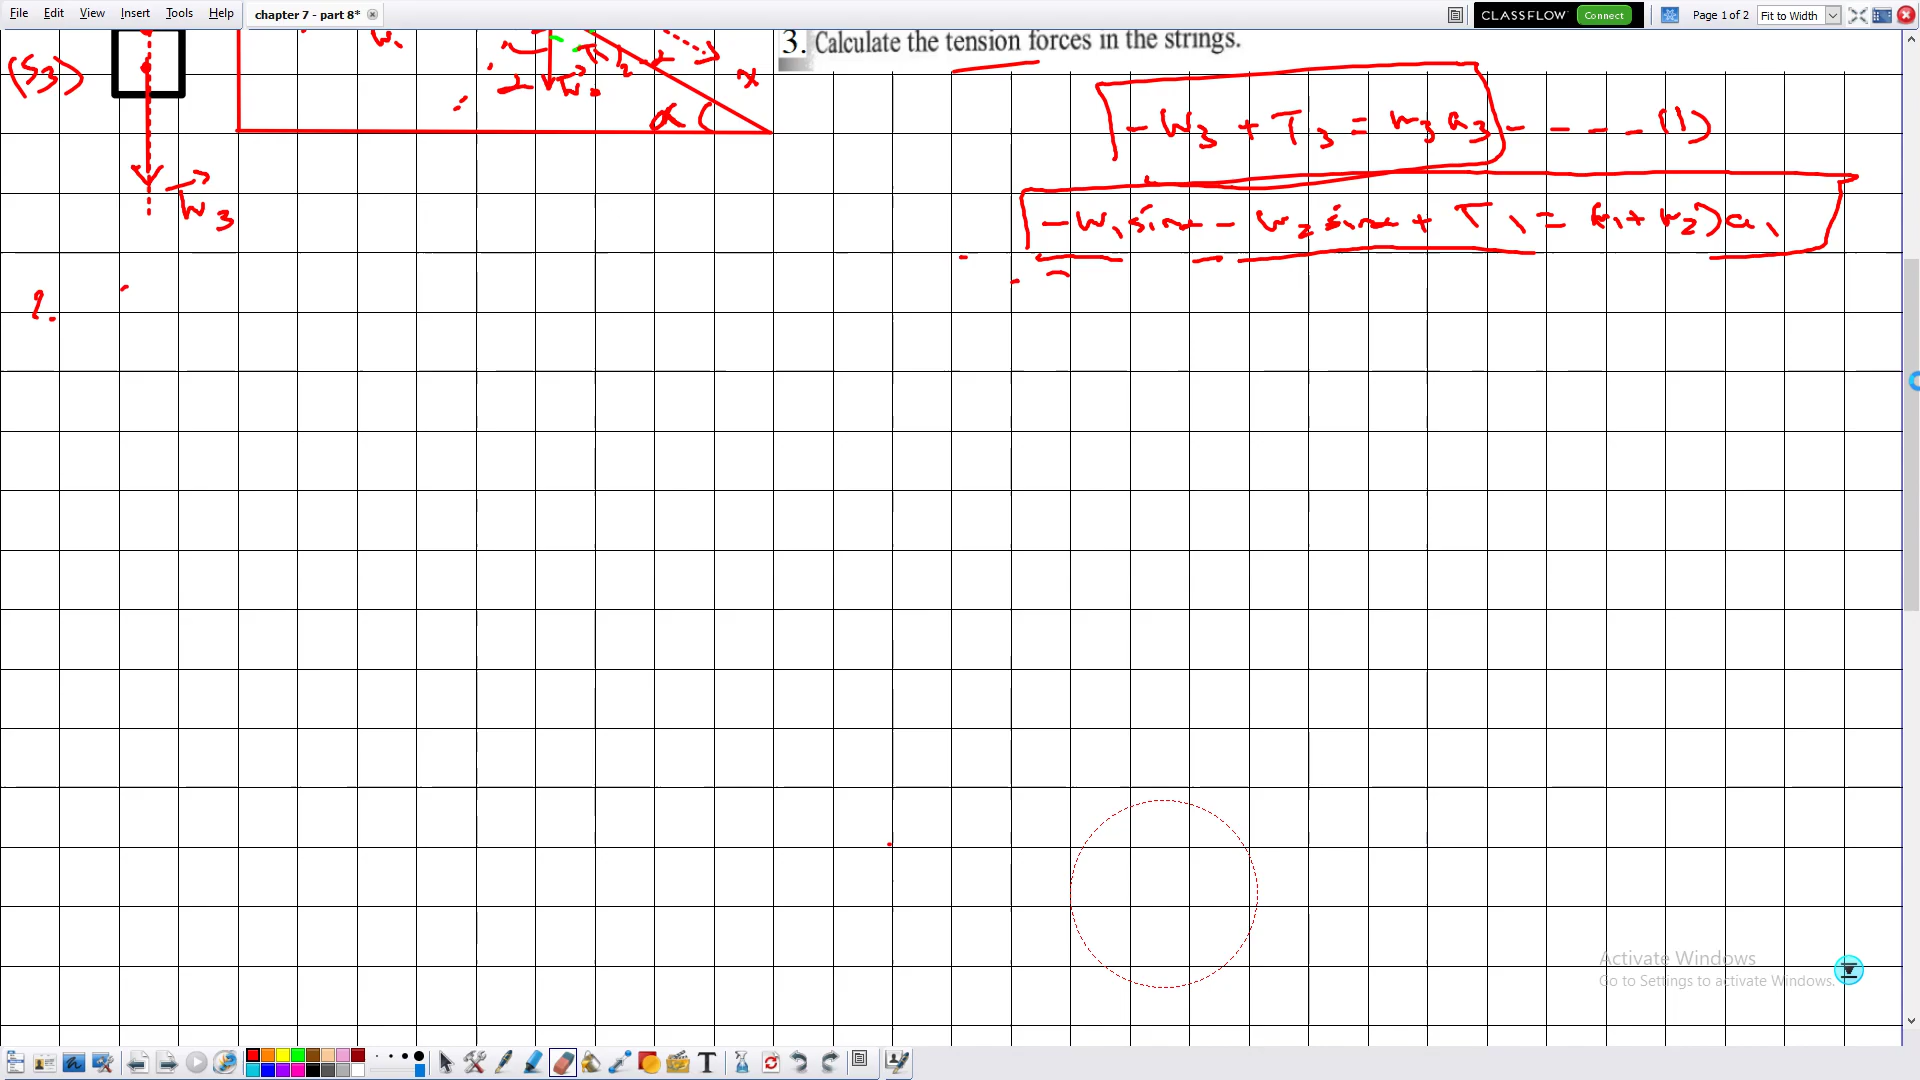 File Edit View Insert Tools Help
chapter 7 - part 8*
CLASSFLOW Connect
Page 1 of 2 Fit to Width
3. Calculate the tension forces in the strings.
(S3)
W1
x
α
W3
- W3 + T3 = m3 a3 - - - - (1)
- W1 sinα - W2 sinα + T1 = (m1 + m2) a1
2.
Activate Windows
Go to Settings to activate Windows.
T